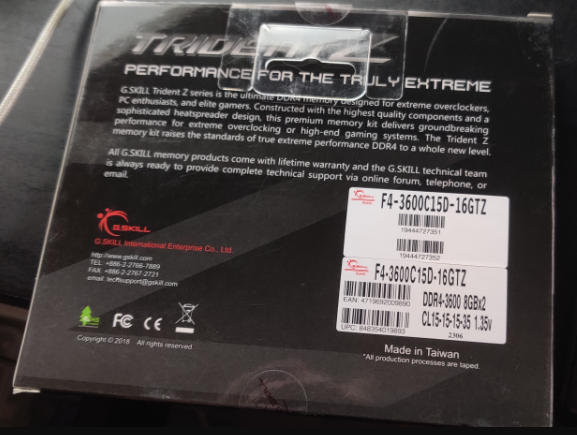 TRIDENT Z
PERFORMANCE FOR THE TRULY EXTREME
G.SKILL Trident Z series is the ultimate DDR4 memory designed for extreme overclockers,
PC enthusiasts, and elite gamers. Constructed with the highest quality components and a
sophisticated heatspreader design, this premium memory kit delivers groundbreaking
performance for extreme overclocking or high-end gaming systems. The Trident Z
memory kit raises the standards of true extreme performance DDR4 to a whole new level.
All G.SKILL memory products come with lifetime warranty and the G.SKILL technical team
is always ready to provide complete technical support via online forum, telephone, or
email.
F4-3600C15D-16GTZ
19444727351
19444727352
G.SKILL
G.SKILL International Enterprise Co., Ltd.
http://www.gskill.com
TEL. +886-2-2766-7889
FAX. +886-2-2767-2721
email. techsupport@gskill.com
F4-3600C15D-16GTZ
EAN: 4719692009890
DDR4-3600 8GBx2
CL15-15-15-35 1.35V
UPC: 848354019893
2306
FC CE
Copyright © 2018 All rights reserved.
Made in Taiwan
*All production processes are taped.